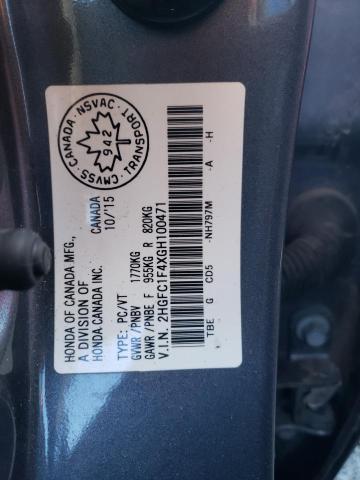 HONDA OF CANADA MFG.,
A DIVISION OF
HONDA CANADA INC.
CANADA
10/'15
CMVSS · CANADA · NSVAC · TRANSPORT
942
TYPE: PC/VT
GVWR/PNBV 1770KG
GAWR/PNBE F 955KG R 820KG
V.I.N. 2HGFC1F4XGH100471
TBE G CD5 -NH797M -A -H